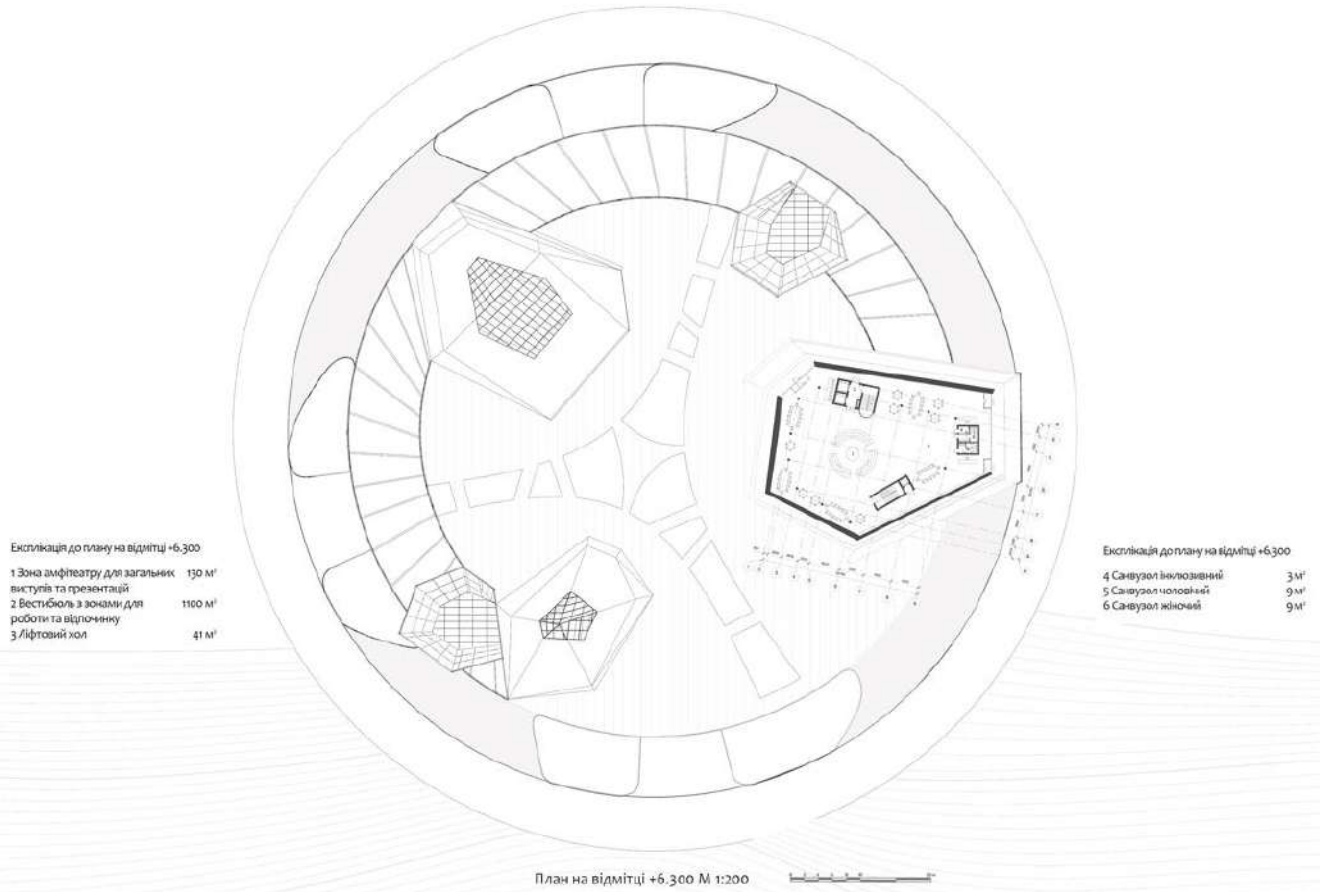 Експлікація до плану на відмітці +6.300
1 Зона амфітеатру для загальних 130 м²
виступів та презентацій
2 Вестибюль з зонами для 1100 м²
роботи та відпочинку
3 Ліфтовий хол 41 м²
Експлікація до плану на відмітці +6.300
4 Санвузол інклюзивний 3 м²
5 Санвузол чоловічий 9 м²
6 Санвузол жіночий 9 м²
План на відмітці +6.300 М 1:200